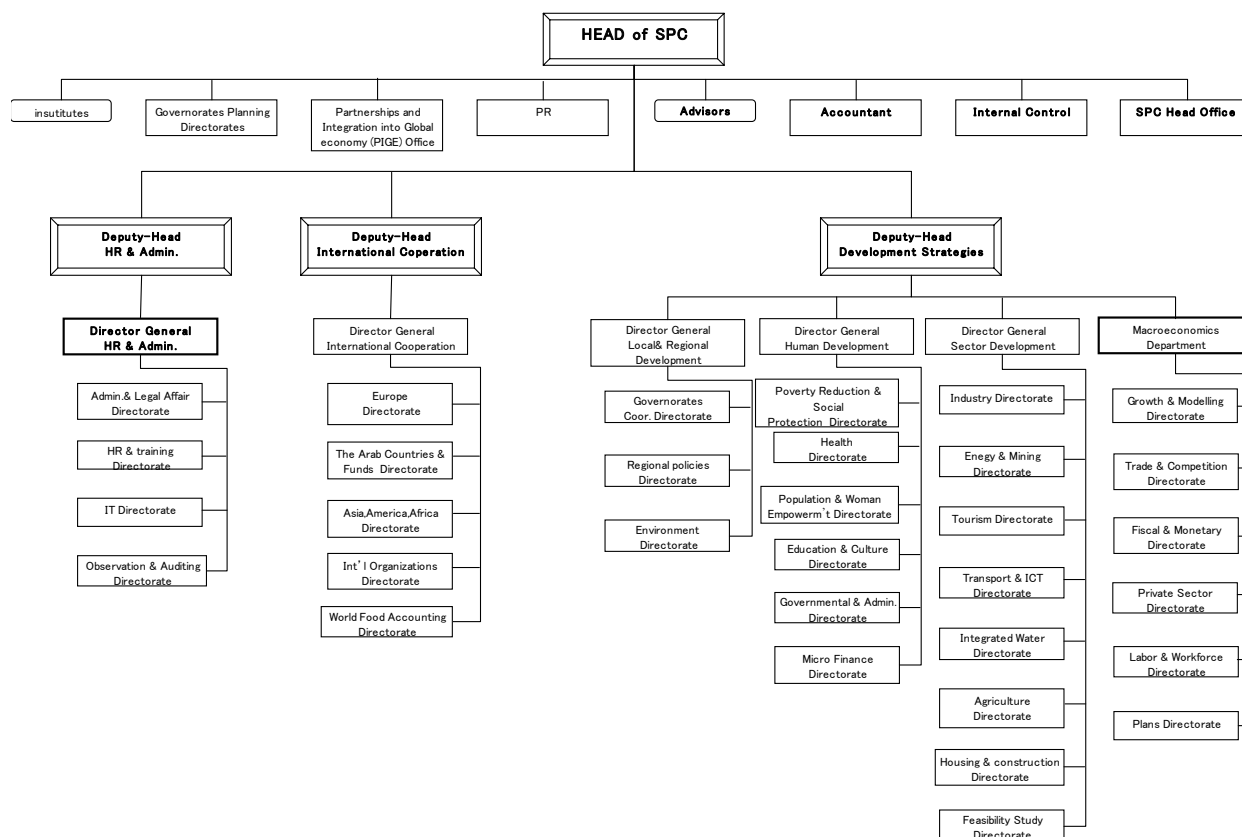 HEAD of SPC
insutitutes
Governorates Planning
Directorates
Partnerships and
Integration into Global
economy (PIGE) Office
PR
Advisors
Accountant
Internal Control
SPC Head Office
Deputy-Head
HR & Admin.
Deputy-Head
International Coperation
Deputy-Head
Development Strategies
Director General
HR & Admin.
Director General
International Cooperation
Director General
Local& Regional
Development
Director General
Human Development
Director General
Sector Development
Macroeconomics
Department
Admin.& Legal Affair
Directorate
HR & training
Directorate
IT Directorate
Observation & Auditing
Directorate
Europe
Directorate
The Arab Countries &
Funds Directorate
Asia,America,Africa
Directorate
Int' l Organizations
Directorate
World Food Accounting
Directorate
Governorates
Coor. Directorate
Regional policies
Directorate
Environment
Directorate
Poverty Reduction &
Social
Protection Directorate
Health
Directorate
Population & Woman
Empowerm't Directorate
Education & Culture
Directorate
Governmental & Admin.
Directorate
Micro Finance
Directorate
Industry Directorate
Enegy & Mining
Directorate
Tourism Directorate
Transport & ICT
Directorate
Integrated Water
Directorate
Agriculture
Directorate
Housing & construction
Directorate
Feasibility Study
Directorate
Growth & Modelling
Directorate
Trade & Competition
Directorate
Fiscal & Monetary
Directorate
Private Sector
Directorate
Labor & Workforce
Directorate
Plans Directorate